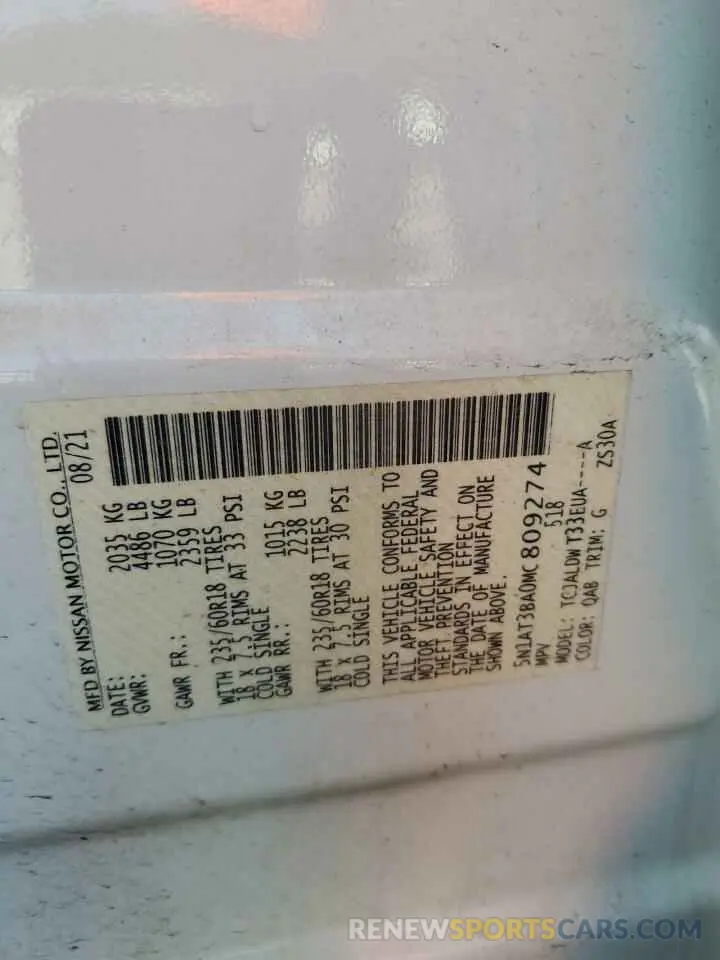 MFD BY NISSAN MOTOR CO., LTD.
DATE: 08/21
GVWR: 2035 KG
4486 LB
GAWR FR.: 1070 KG
2359 LB
WITH 235/60R18 TIRES
18 X 7.5 RIMS AT 33 PSI
COLD SINGLE
GAWR RR.: 1015 KG
2238 LB
WITH 235/60R18 TIRES
18 X 7.5 RIMS AT 30 PSI
COLD SINGLE
THIS VEHICLE CONFORMS TO
ALL APPLICABLE FEDERAL
MOTOR VEHICLE SAFETY AND
THEFT PREVENTION
STANDARDS IN EFFECT ON
THE DATE OF MANUFACTURE
SHOWN ABOVE.
5N1AT3BA0MC809274
MPV 518
MODEL: TCJALDWT33EUA----A
COLOR: QAB TRIM: G ZS30A
RENEWSPORTSCARS.COM